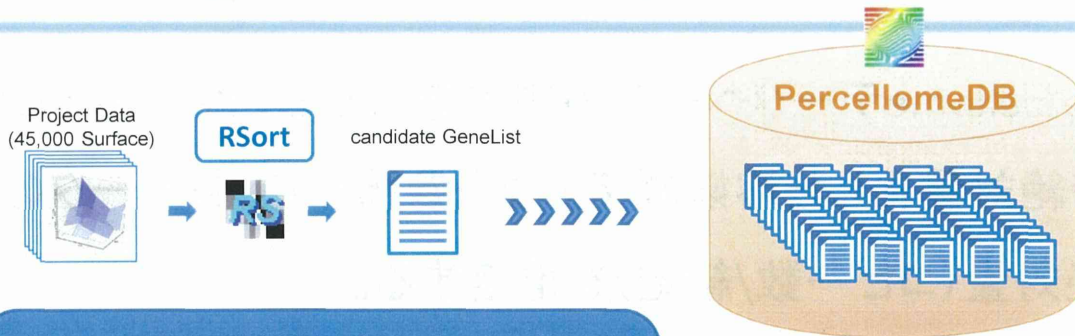 Project Data
(45,000 Surface)
RSort
candidate GeneList
RS
PercellomeDB